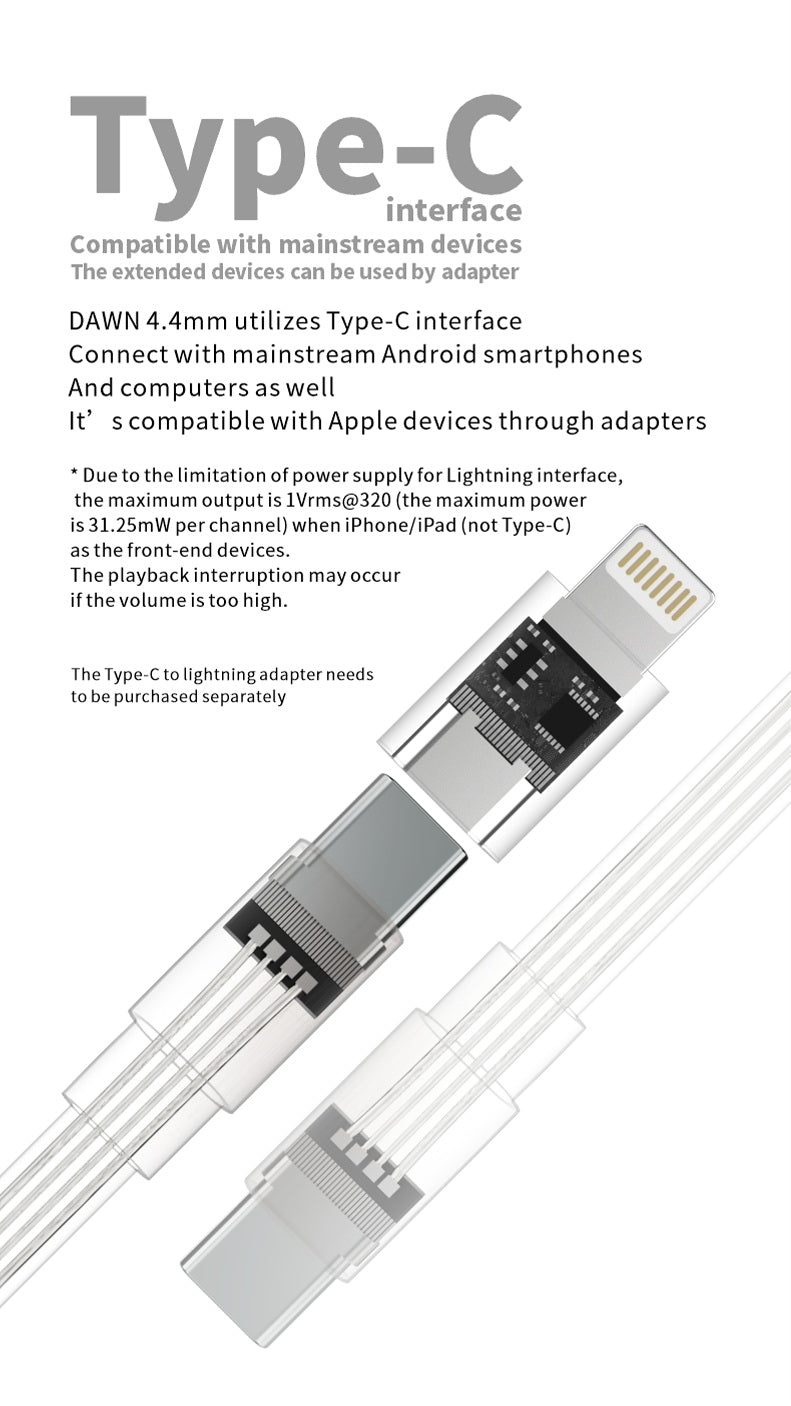 Type-C
interface
Compatible with mainstream devices
The extended devices can be used by adapter
DAWN 4.4mm utilizes Type-C interface
Connect with mainstream Android smartphones
And computers as well
It’s compatible with Apple devices through adapters
* Due to the limitation of power supply for Lightning interface,
the maximum output is 1Vrms@320 (the maximum power
is 31.25mW per channel) when iPhone/iPad (not Type-C)
as the front-end devices.
The playback interruption may occur
if the volume is too high.
The Type-C to lightning adapter needs
to be purchased separately